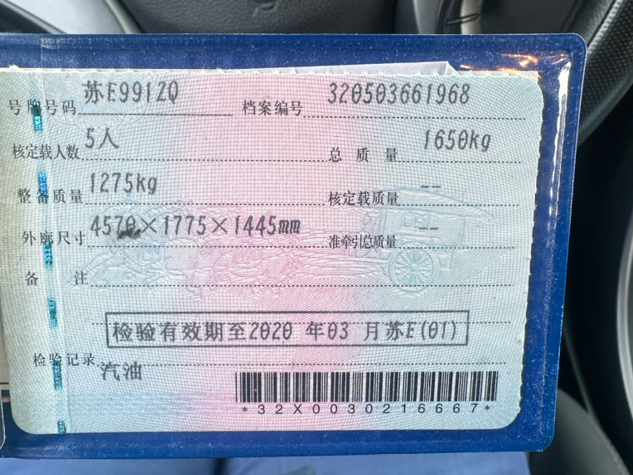 号牌号码 苏E991ZQ 档案编号 320503661968
核定载人数 5人 总质量 1650kg
整备质量 1275kg 核定载质量 --
外廓尺寸 4570×1775×1445mm 准牵引总质量 --
备注
检验有效期至2020 年03 月苏E(01)
检验记录
汽油
*32X0030216667*